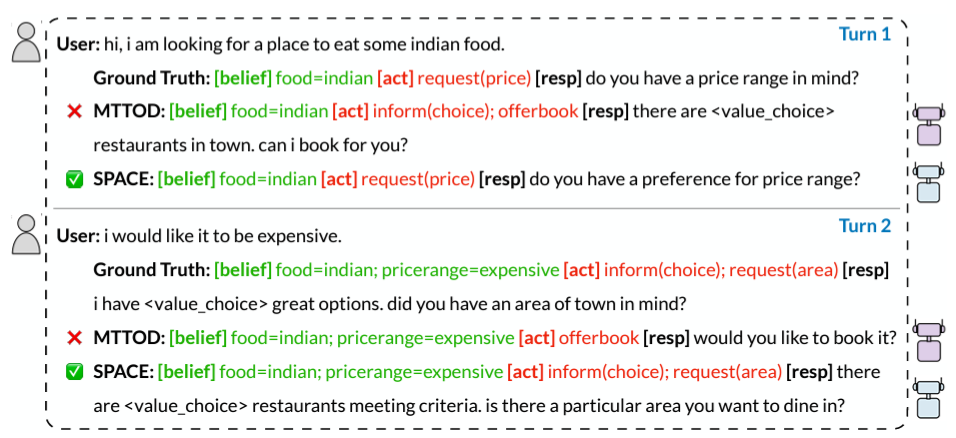 Turn 1
User: hi, i am looking for a place to eat some indian food.
Ground Truth: [belief] food=indian [act] request(price) [resp] do you have a price range in mind?
❌ MTTOD: [belief] food=indian [act] inform(choice); offerbook [resp] there are <value_choice>
restaurants in town. can i book for you?
✅ SPACE: [belief] food=indian [act] request(price) [resp] do you have a preference for price range?
Turn 2
User: i would like it to be expensive.
Ground Truth: [belief] food=indian; pricerange=expensive [act] inform(choice); request(area) [resp]
i have <value_choice> great options. did you have an area of town in mind?
❌ MTTOD: [belief] food=indian; pricerange=expensive [act] offerbook [resp] would you like to book it?
✅ SPACE: [belief] food=indian; pricerange=expensive [act] inform(choice); request(area) [resp] there
are <value_choice> restaurants meeting criteria. is there a particular area you want to dine in?